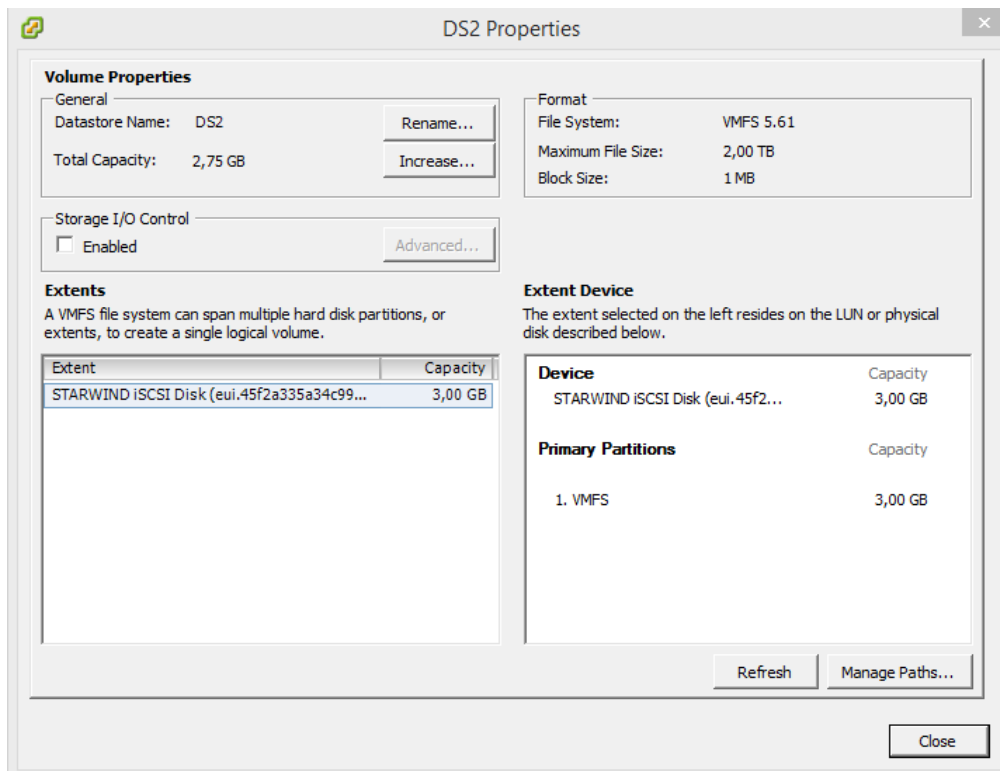 DS2 Properties
Volume Properties
General
Datastore Name: DS2
Rename...
Total Capacity: 2,75 GB
Increase...
Format
File System: VMFS 5.61
Maximum File Size: 2,00 TB
Block Size: 1 MB
Storage I/O Control
Enabled
Advanced...
Extents
A VMFS file system can span multiple hard disk partitions, or
extents, to create a single logical volume.
Extent Capacity
STARWIND iSCSI Disk (eui.45f2a335a34c99... 3,00 GB
Extent Device
The extent selected on the left resides on the LUN or physical
disk described below.
Device Capacity
STARWIND iSCSI Disk (eui.45f2... 3,00 GB
Primary Partitions Capacity
1. VMFS 3,00 GB
Refresh
Manage Paths...
Close